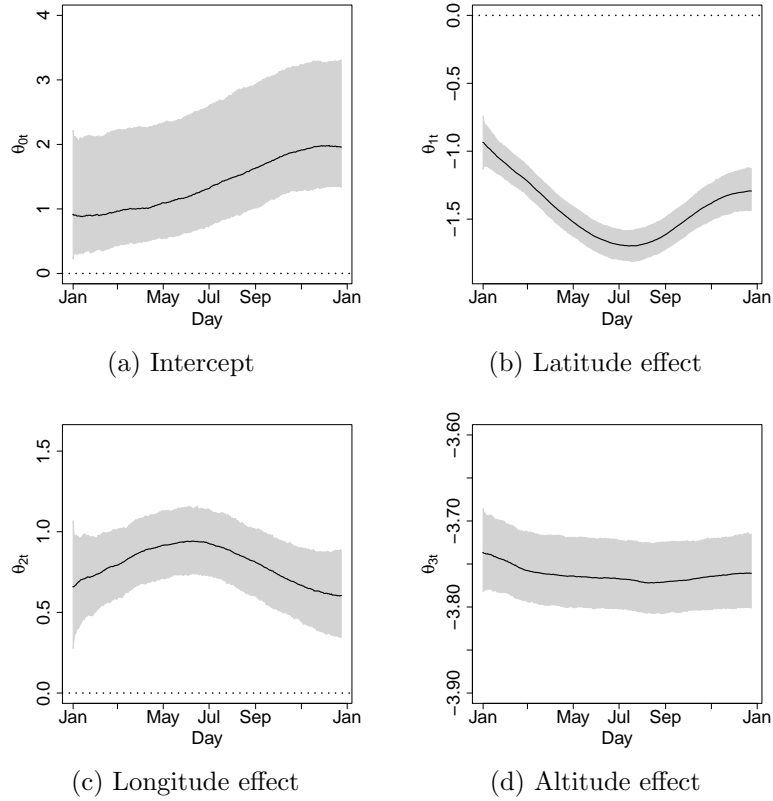 4
3
2
1
0
θ0t
Jan May Jul Sep Jan
Day
(a) Intercept
0.0
−0.5
−1.0
−1.5
θ1t
Jan May Jul Sep Jan
Day
(b) Latitude effect
1.5
1.0
0.5
0.0
θ2t
Jan May Jul Sep Jan
Day
(c) Longitude effect
−3.60
−3.70
−3.80
−3.90
θ3t
Jan May Jul Sep Jan
Day
(d) Altitude effect